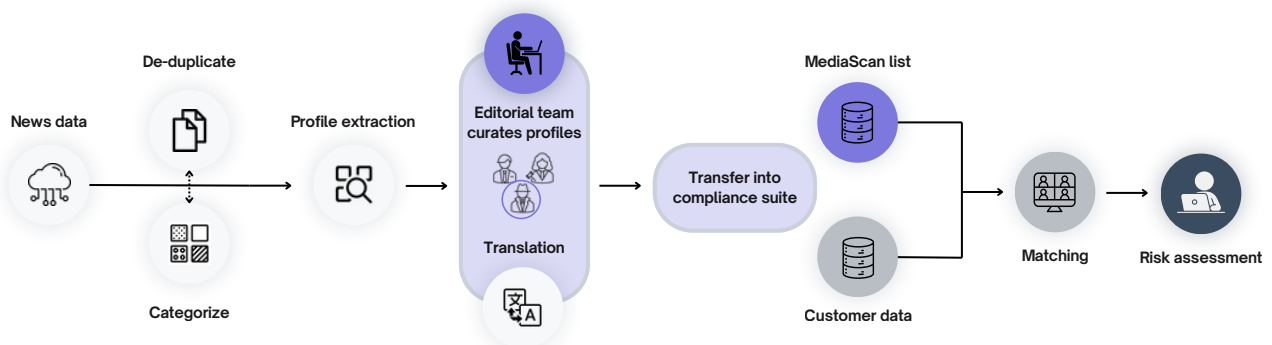 News data
De-duplicate
Categorize
Profile extraction
Editorial team
curates profiles
Translation
文
A
Transfer into
compliance suite
MediaScan list
Customer data
Matching
Risk assessment